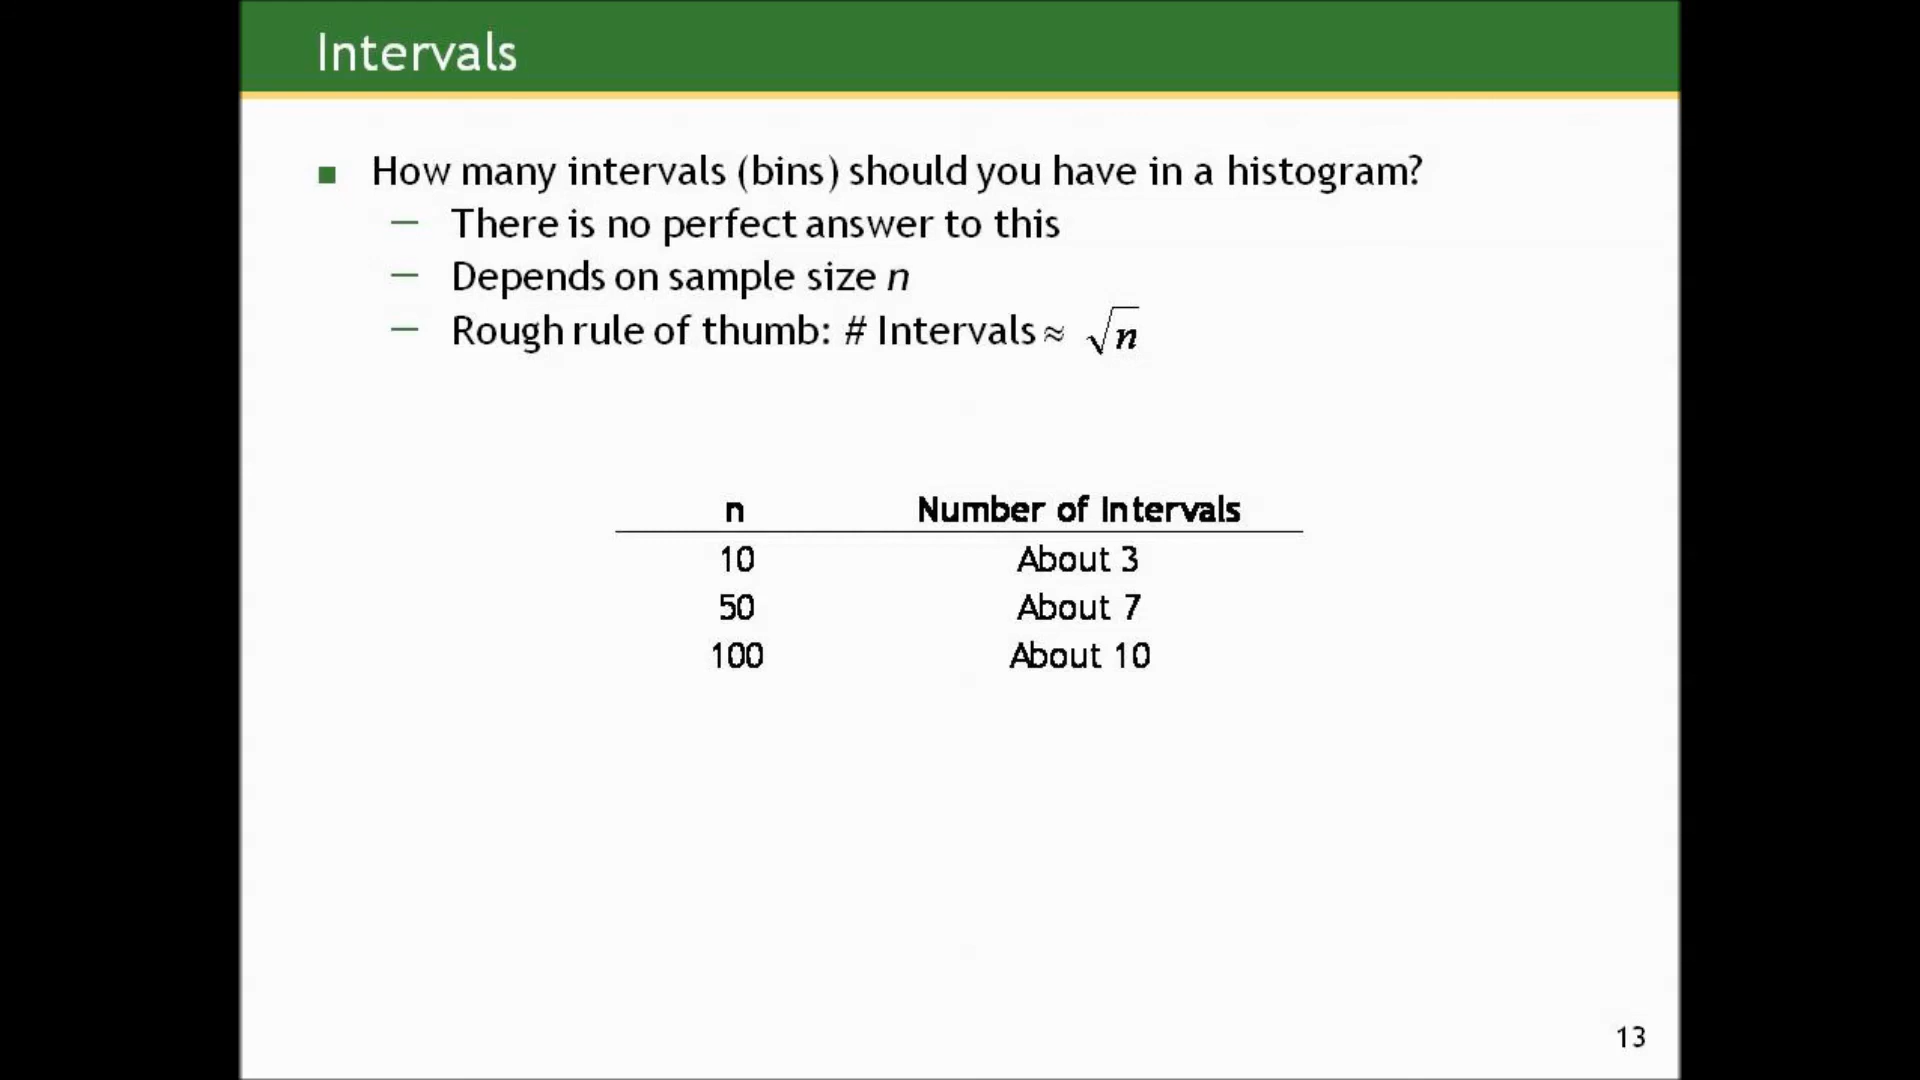 Intervals
■ How many intervals (bins) should you have in a histogram?
— There is no perfect answer to this
— Depends on sample size n
— Rough rule of thumb: # Intervals ≈ √n
n Number of Intervals
10 About 3
50 About 7
100 About 10
13